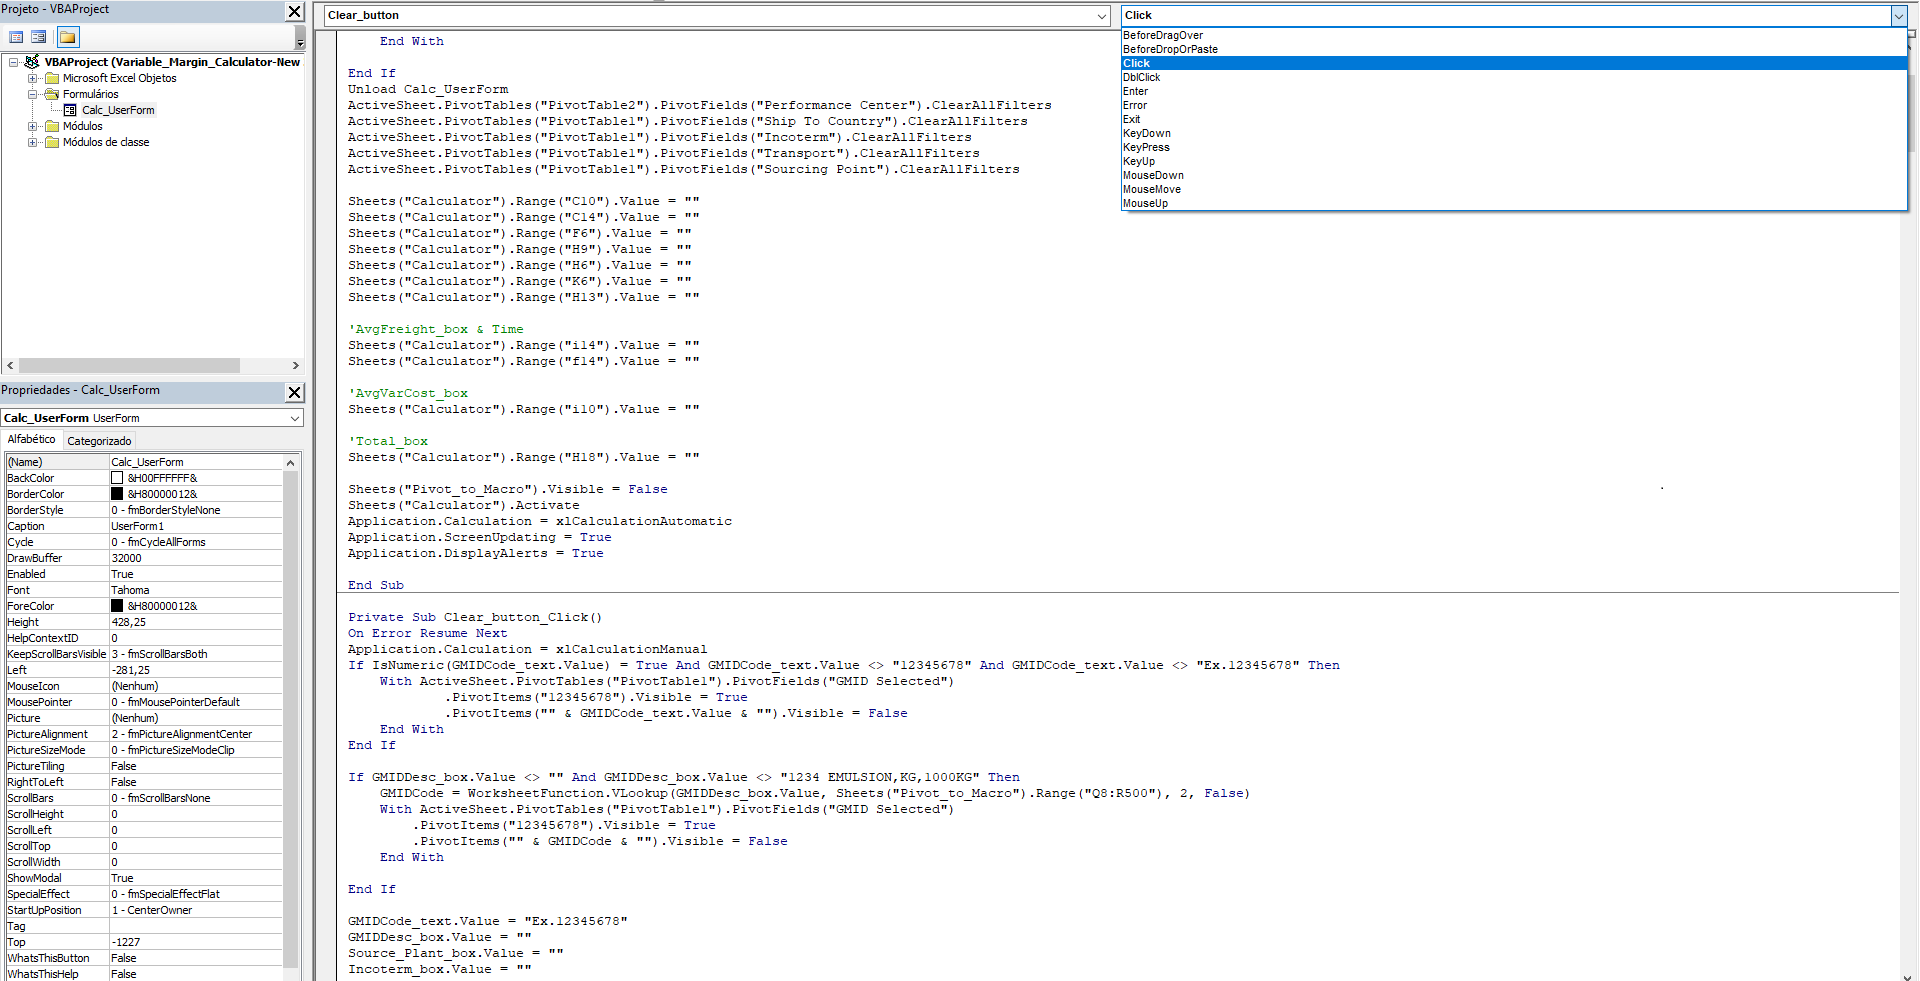 Projeto - VBAProject
VBAProject (Variable_Margin_Calculator-New
Microsoft Excel Objetos
Formulários
Calc_UserForm
Módulos
Módulos de classe
Propriedades - Calc_UserForm
Calc_UserForm UserForm
Alfabético Categorizado
(Name) Calc_UserForm
BackColor &H00FFFFFF&
BorderColor &H80000012&
BorderStyle 0 - fmBorderStyleNone
Caption UserForm1
Cycle 0 - fmCycleAllForms
DrawBuffer 32000
Enabled True
Font Tahoma
ForeColor &H80000012&
Height 428,25
HelpContextID 0
KeepScrollBarsVisible 3 - fmScrollBarsBoth
Left -281,25
MouseIcon (Nenhum)
MousePointer 0 - fmMousePointerDefault
Picture (Nenhum)
PictureAlignment 2 - fmPictureAlignmentCenter
PictureSizeMode 0 - fmPictureSizeModeClip
PictureTiling False
RightToLeft False
ScrollBars 0 - fmScrollBarsNone
ScrollHeight 0
ScrollLeft 0
ScrollTop 0
ScrollWidth 0
ShowModal True
SpecialEffect 0 - fmSpecialEffectFlat
StartUpPosition 1 - CenterOwner
Tag
Top -1227
WhatsThisButton False
WhatsThisHelp False
Clear_button
Click
BeforeDragOver
BeforeDropOrPaste
Click
DblClick
Enter
Error
Exit
KeyDown
KeyPress
KeyUp
MouseDown
MouseMove
MouseUp
End With
End If
Unload Calc_UserForm
ActiveSheet.PivotTables("PivotTable2").PivotFields("Performance Center").ClearAllFilters
ActiveSheet.PivotTables("PivotTable1").PivotFields("Ship To Country").ClearAllFilters
ActiveSheet.PivotTables("PivotTable1").PivotFields("Incoterm").ClearAllFilters
ActiveSheet.PivotTables("PivotTable1").PivotFields("Transport").ClearAllFilters
ActiveSheet.PivotTables("PivotTable1").PivotFields("Sourcing Point").ClearAllFilters
Sheets("Calculator").Range("C10").Value = ""
Sheets("Calculator").Range("C14").Value = ""
Sheets("Calculator").Range("F6").Value = ""
Sheets("Calculator").Range("H9").Value = ""
Sheets("Calculator").Range("H6").Value = ""
Sheets("Calculator").Range("K6").Value = ""
Sheets("Calculator").Range("H13").Value = ""
'AvgFreight_box & Time
Sheets("Calculator").Range("i14").Value = ""
Sheets("Calculator").Range("f14").Value = ""
'AvgVarCost_box
Sheets("Calculator").Range("i10").Value = ""
'Total_box
Sheets("Calculator").Range("H18").Value = ""
Sheets("Pivot_to_Macro").Visible = False
Sheets("Calculator").Activate
Application.Calculation = xlCalculationAutomatic
Application.ScreenUpdating = True
Application.DisplayAlerts = True
End Sub
Private Sub Clear_button_Click()
On Error Resume Next
Application.Calculation = xlCalculationManual
If IsNumeric(GMIDCode_text.Value) = True And GMIDCode_text.Value <> "12345678" And GMIDCode_text.Value <> "Ex.12345678" Then
With ActiveSheet.PivotTables("PivotTable1").PivotFields("GMID Selected")
.PivotItems("12345678").Visible = True
.PivotItems("" & GMIDCode_text.Value & "").Visible = False
End With
End If
If GMIDDesc_box.Value <> "" And GMIDDesc_box.Value <> "1234 EMULSION,KG,1000KG" Then
GMIDCode = WorksheetFunction.VLookup(GMIDDesc_box.Value, Sheets("Pivot_to_Macro").Range("Q8:R500"), 2, False)
With ActiveSheet.PivotTables("PivotTable1").PivotFields("GMID Selected")
.PivotItems("12345678").Visible = True
.PivotItems("" & GMIDCode & "").Visible = False
End With
End If
GMIDCode_text.Value = "Ex.12345678"
GMIDDesc_box.Value = ""
Source_Plant_box.Value = ""
Incoterm_box.Value = ""